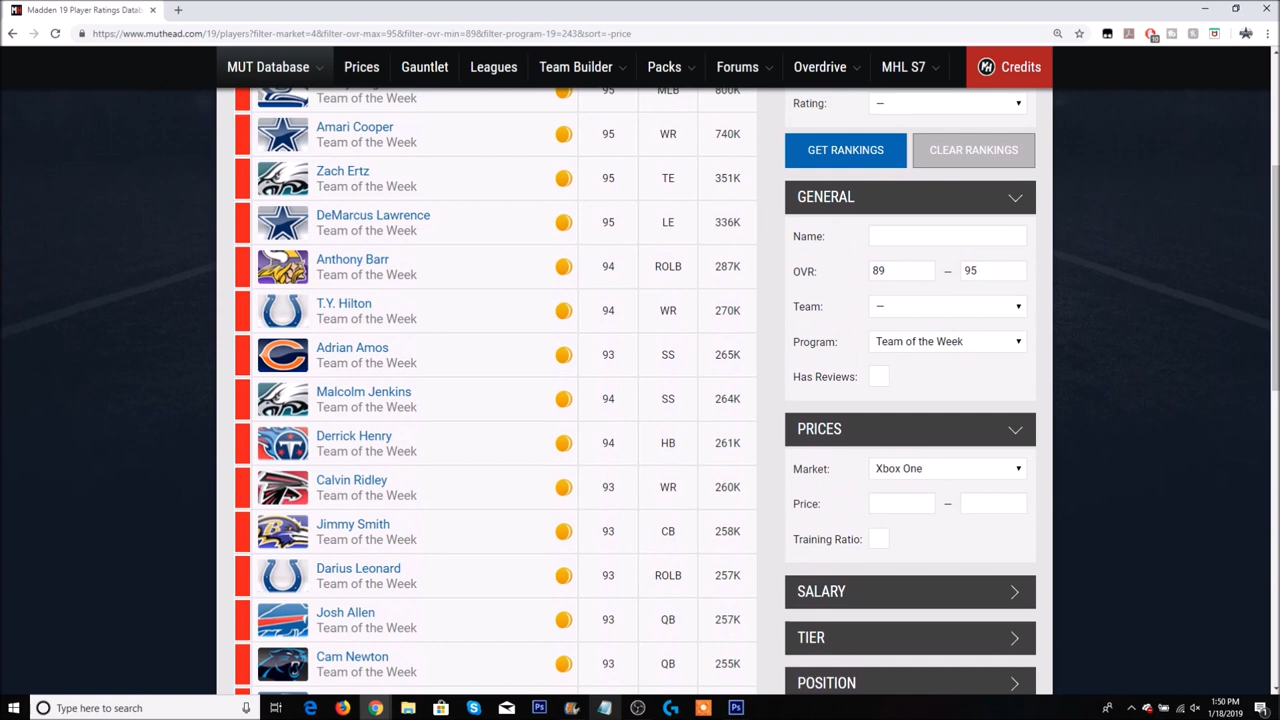 Madden 19 Player Ratings Datab
https://www.muthead.com/19/players?filter-market=4&filter-ovr-max=95&filter-ovr-min=89&filter-program-19=243&sort=-price
10
MUT Database Prices Gauntlet Leagues Team Builder Packs Forums Overdrive MHL S7 Credits
Team of the Week 95 MLB 800K
Amari Cooper
Team of the Week 95 WR 740K
Zach Ertz
Team of the Week 95 TE 351K
DeMarcus Lawrence
Team of the Week 95 LE 336K
Anthony Barr
Team of the Week 94 ROLB 287K
T.Y. Hilton
Team of the Week 94 WR 270K
Adrian Amos
Team of the Week 93 SS 265K
Malcolm Jenkins
Team of the Week 94 SS 264K
Derrick Henry
Team of the Week 94 HB 261K
Calvin Ridley
Team of the Week 93 WR 260K
Jimmy Smith
Team of the Week 93 CB 258K
Darius Leonard
Team of the Week 93 ROLB 257K
Josh Allen
Team of the Week 93 QB 257K
Cam Newton
Team of the Week 93 QB 255K
Rating: —
GET RANKINGS CLEAR RANKINGS
GENERAL
Name:
OVR: 89 — 95
Team: —
Program: Team of the Week
Has Reviews:
PRICES
Market: Xbox One
Price: —
Training Ratio:
SALARY
TIER
POSITION
Type here to search
1:50 PM
1/18/2019